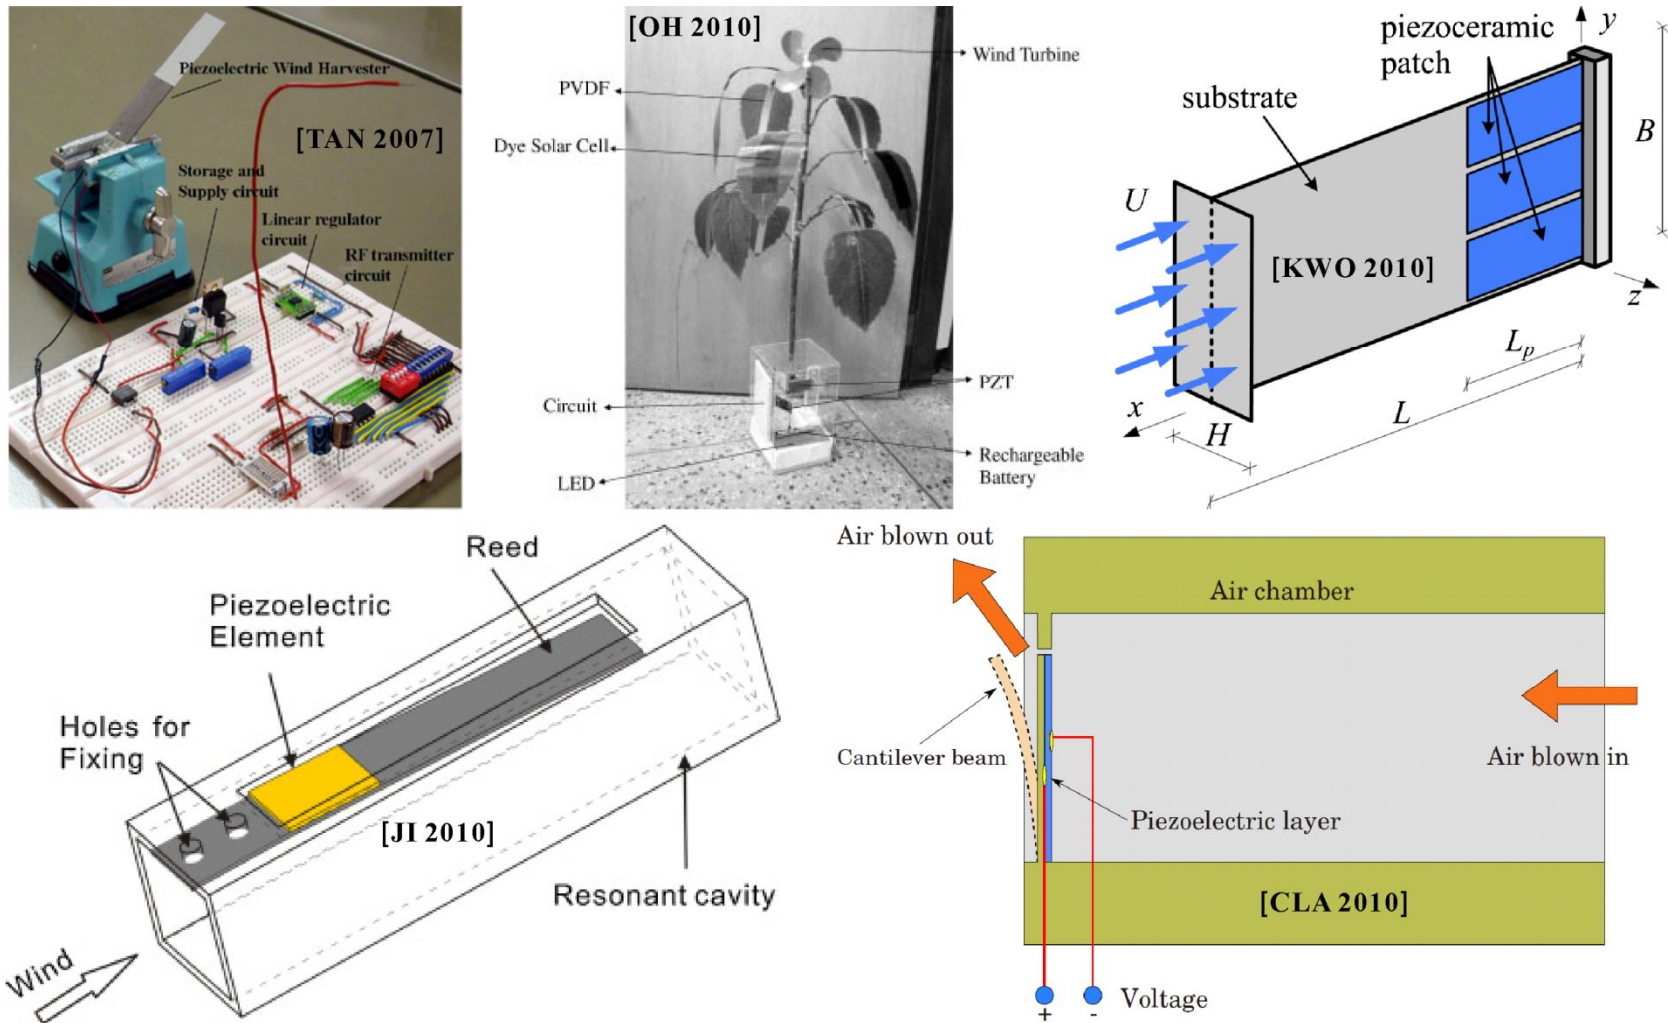 Piezoelectric Wind Harvester
[TAN 2007]
Storage and
Supply circuit
Linear regulator
circuit
RF transmitter
circuit
[OH 2010]
Wind Turbine
PVDF
Dye Solar Cell
PZT
Circuit
Rechargeable
Battery
LED
piezoceramic
patch
y
substrate
B
U
[KWO 2010]
z
Lp
L
x
H
Reed
Piezoelectric
Element
Holes for
Fixing
[JI 2010]
Resonant cavity
Wind
Air blown out
Air chamber
Cantilever beam
Air blown in
Piezoelectric layer
[CLA 2010]
Voltage
+ -